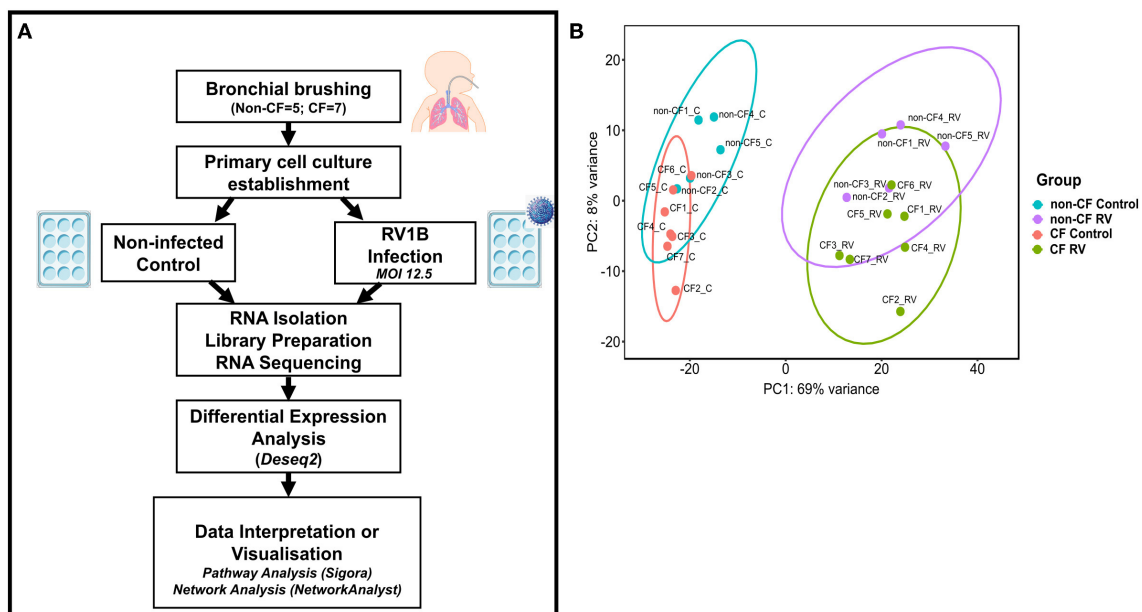 A
Bronchial brushing
(Non-CF=5; CF=7)
Primary cell culture
establishment
Non-infected
Control
RV1B
Infection
MOI 12.5
RNA Isolation
Library Preparation
RNA Sequencing
Differential Expression
Analysis
(Deseq2)
Data Interpretation or
Visualisation
Pathway Analysis (Sigora)
Network Analysis (NetworkAnalyst)
B
PC2: 8% variance
20
10
0
-10
-20
non-CF1_C
non-CF4_C
non-CF5_C
CF6_C
non-CF3_C
CF5_C
non-CF2_C
CF1_C
CF4_C
CF3_C
CF7_C
CF2_C
non-CF4_RV
non-CF1_RV
non-CF5_RV
non-CF3_RV
CF6_RV
non-CF2_RV
CF5_RV
CF1_RV
CF3_RV
CF4_RV
CF7_RV
CF2_RV
-20
0
20
40
PC1: 69% variance
Group
non-CF Control
non-CF RV
CF Control
CF RV